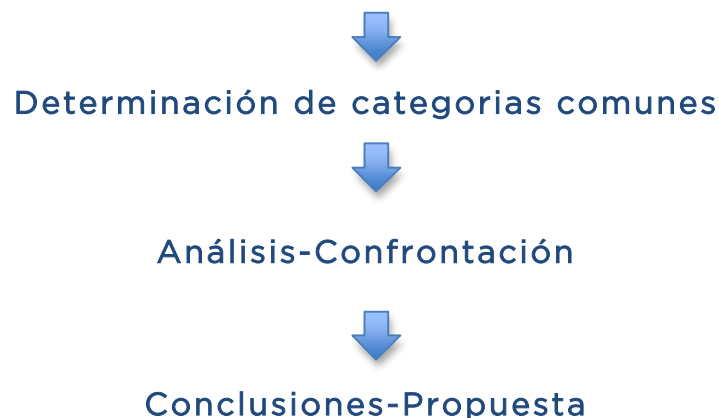 Determinación de categorias comunes
Análisis-Confrontación
Conclusiones-Propuesta